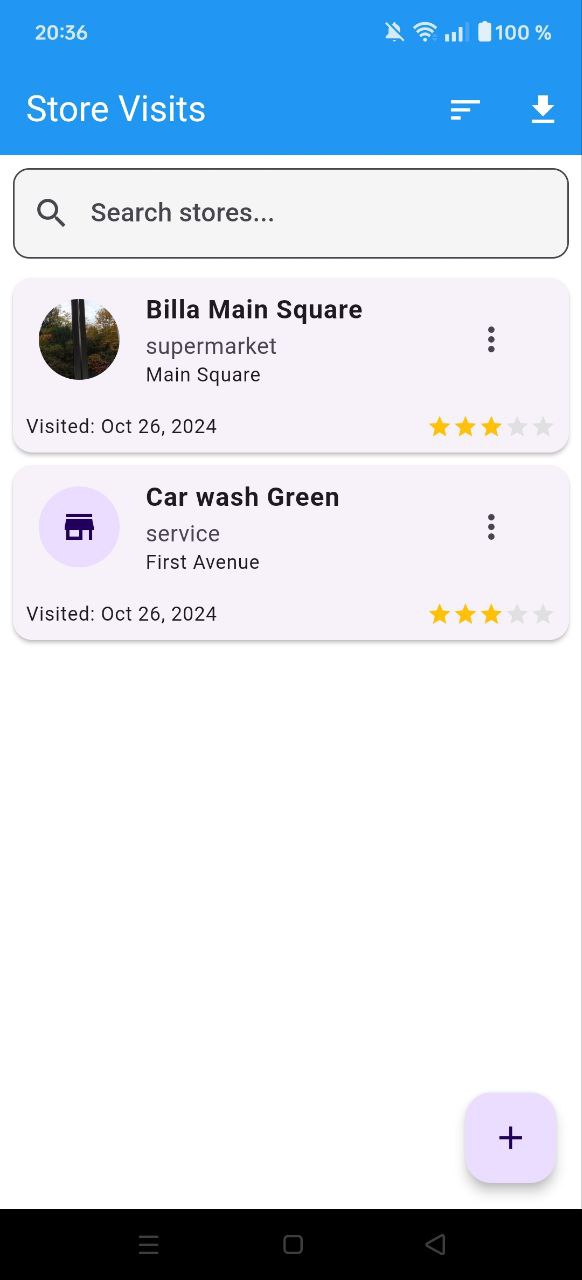 20:36
100 %
Store Visits
Search stores...
Billa Main Square
supermarket
Main Square
Visited: Oct 26, 2024
Car wash Green
service
First Avenue
Visited: Oct 26, 2024